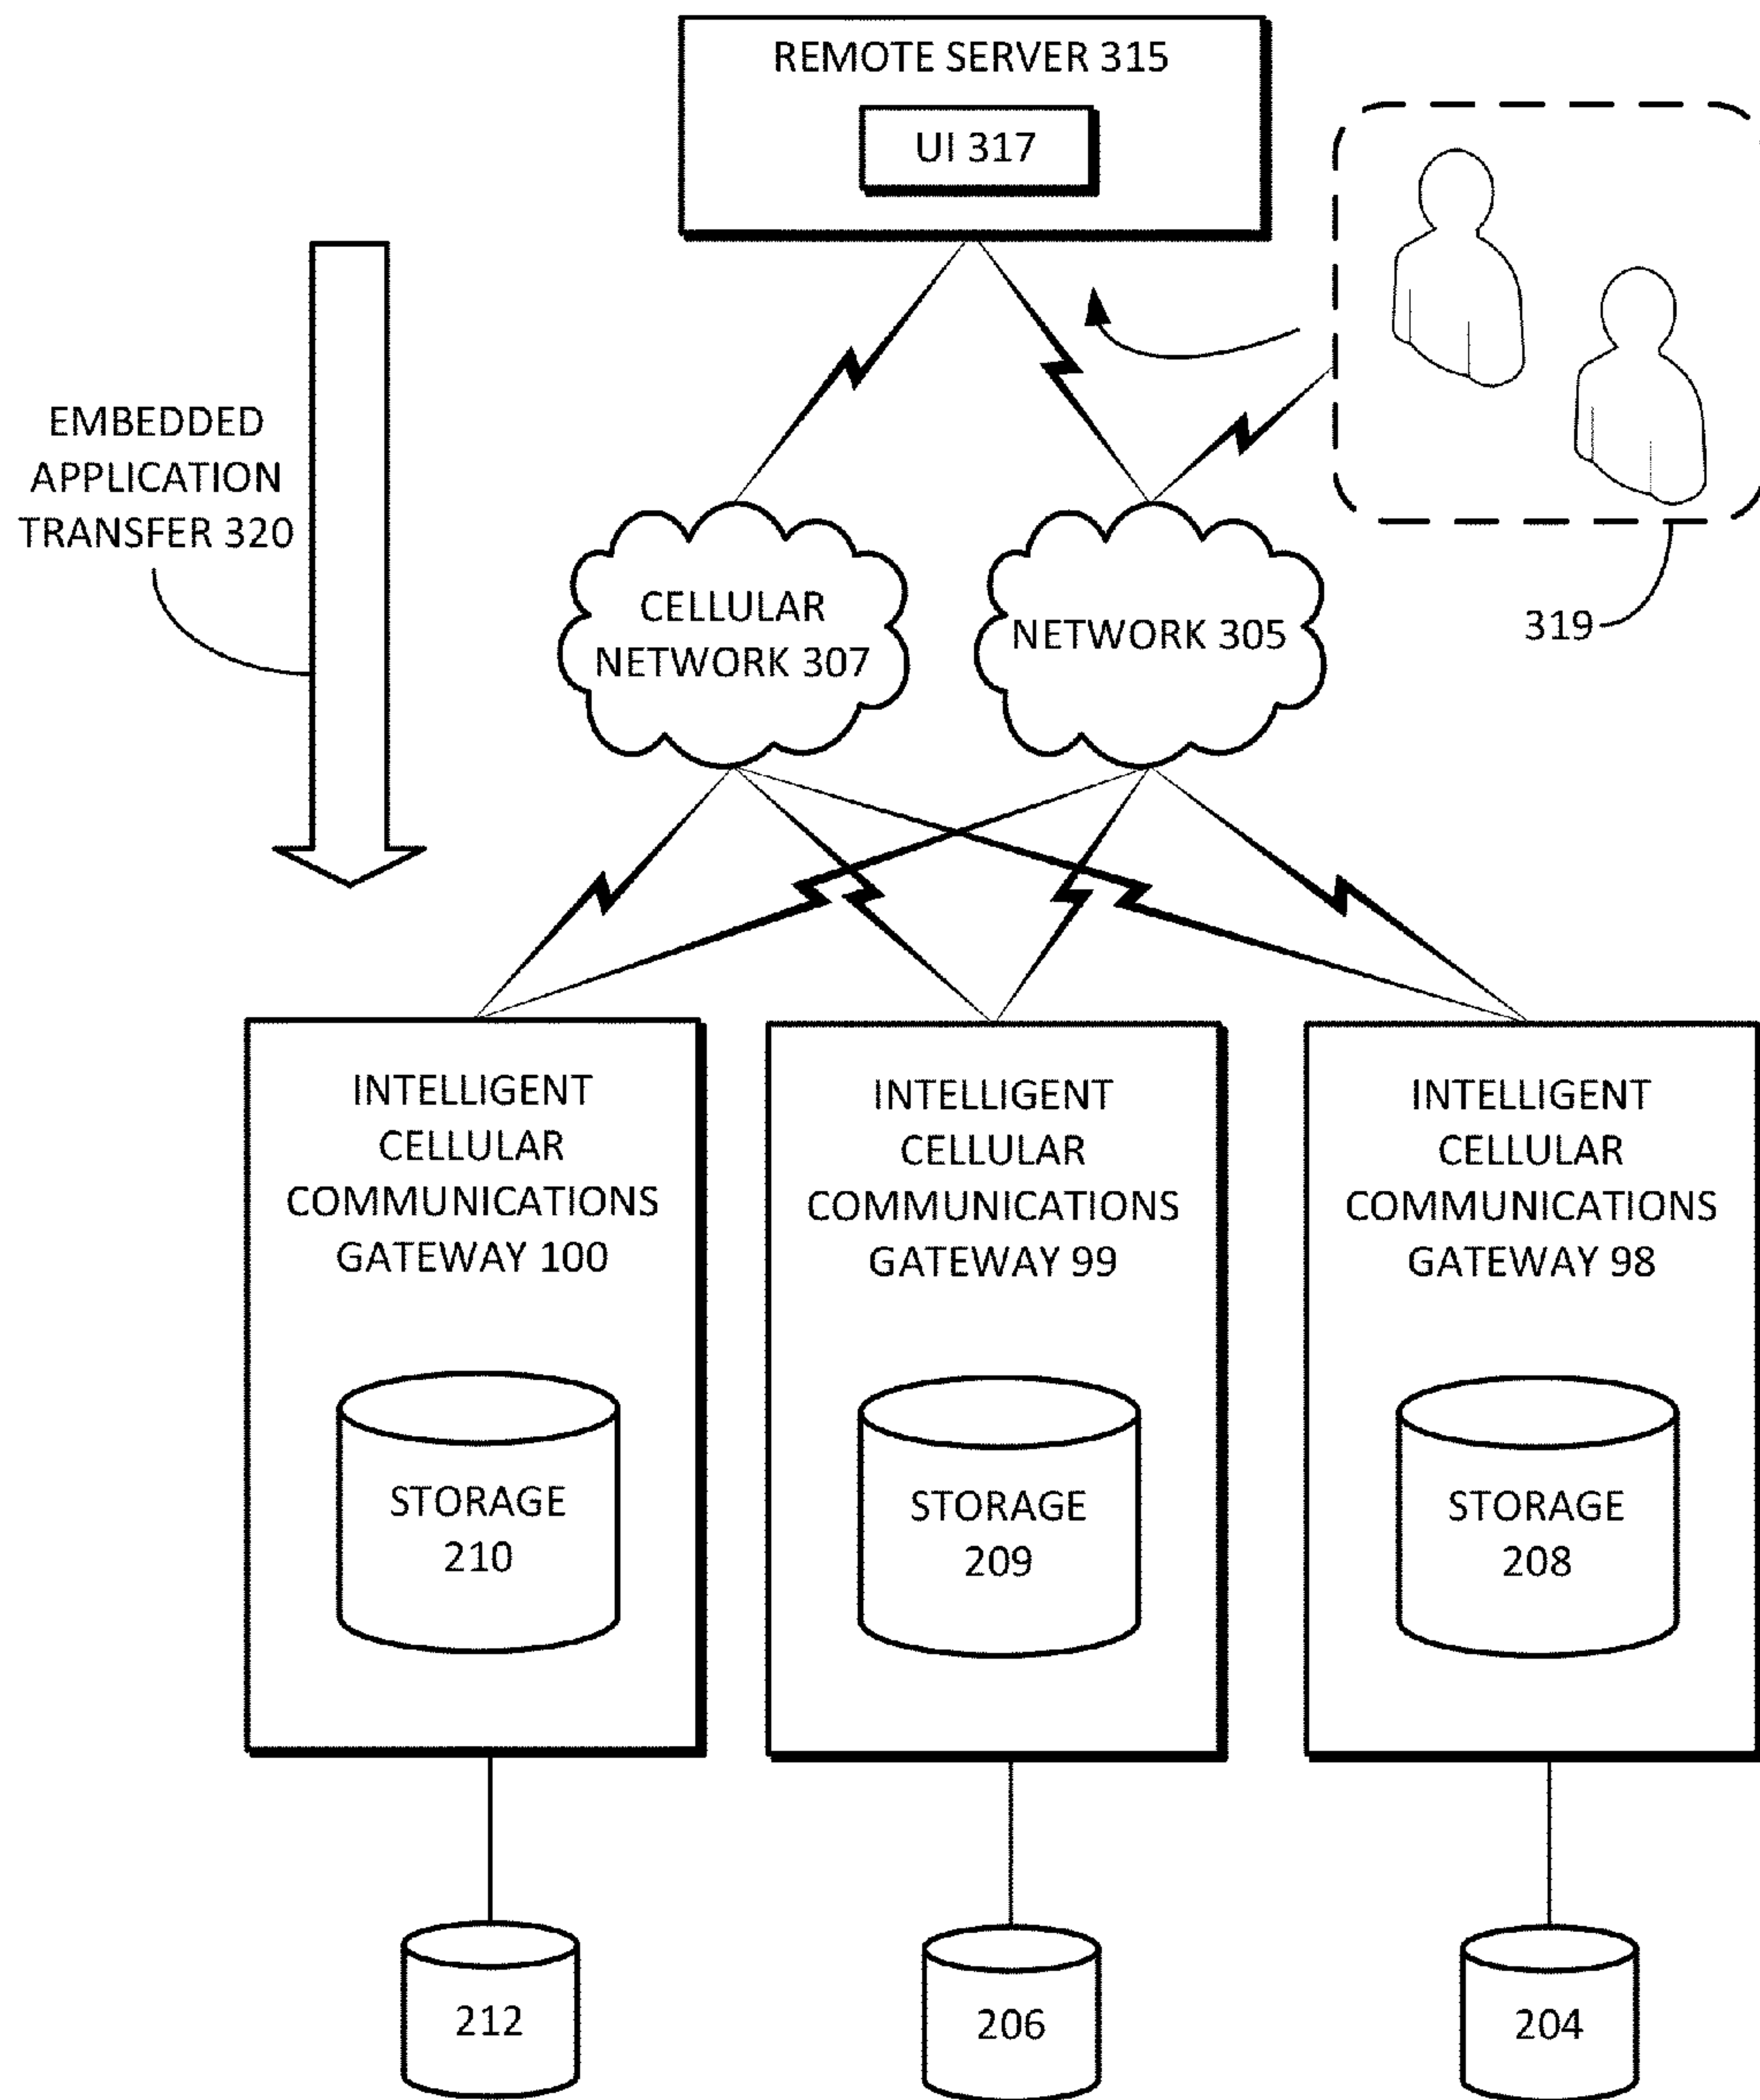 REMOTE SERVER 315
UI 317
EMBEDDED
APPLICATION
TRANSFER 320
CELLULAR
NETWORK 307
NETWORK 305
319
INTELLIGENT
CELLULAR
COMMUNICATIONS
GATEWAY 100
STORAGE
210
212
INTELLIGENT
CELLULAR
COMMUNICATIONS
GATEWAY 99
STORAGE
209
206
INTELLIGENT
CELLULAR
COMMUNICATIONS
GATEWAY 98
STORAGE
208
204